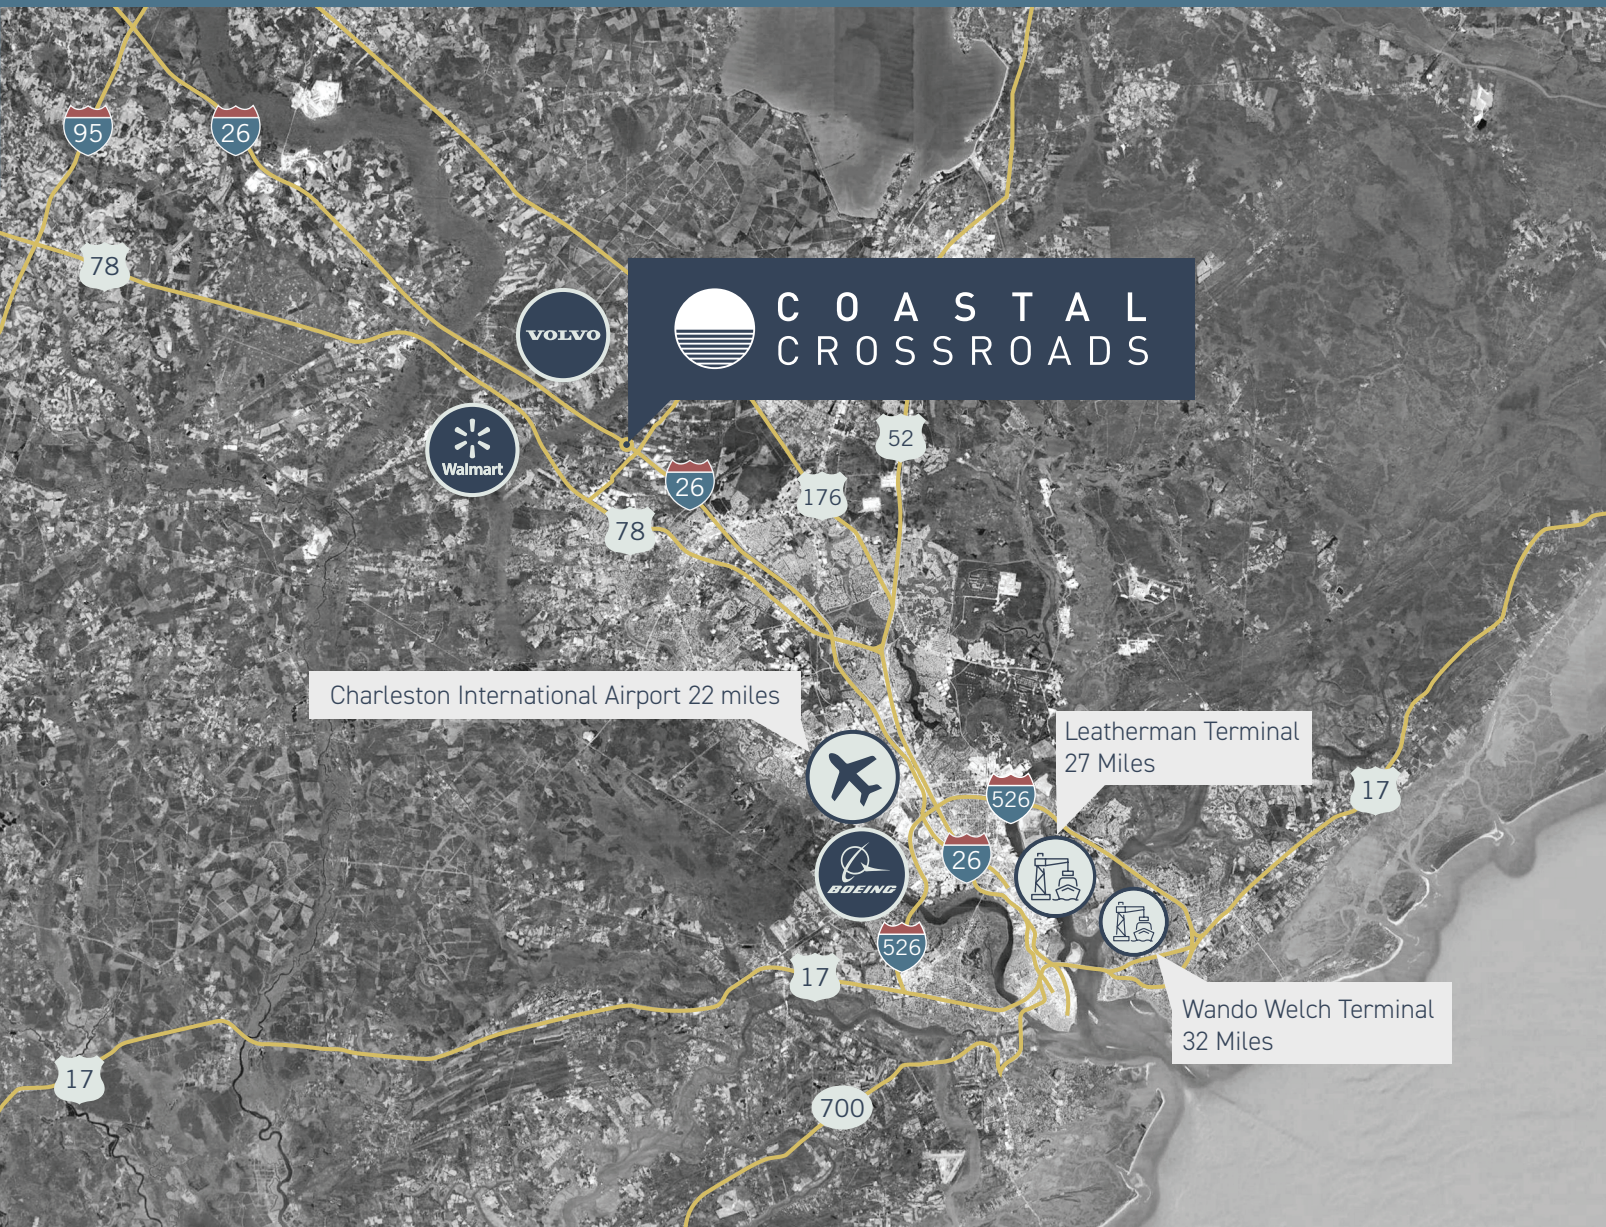 95
26
78
VOLVO
COASTAL
CROSSROADS
Walmart
52
26
176
78
Charleston International Airport 22 miles
Leatherman Terminal
27 Miles
526
17
26
BOEING
526
17
Wando Welch Terminal
32 Miles
17
700